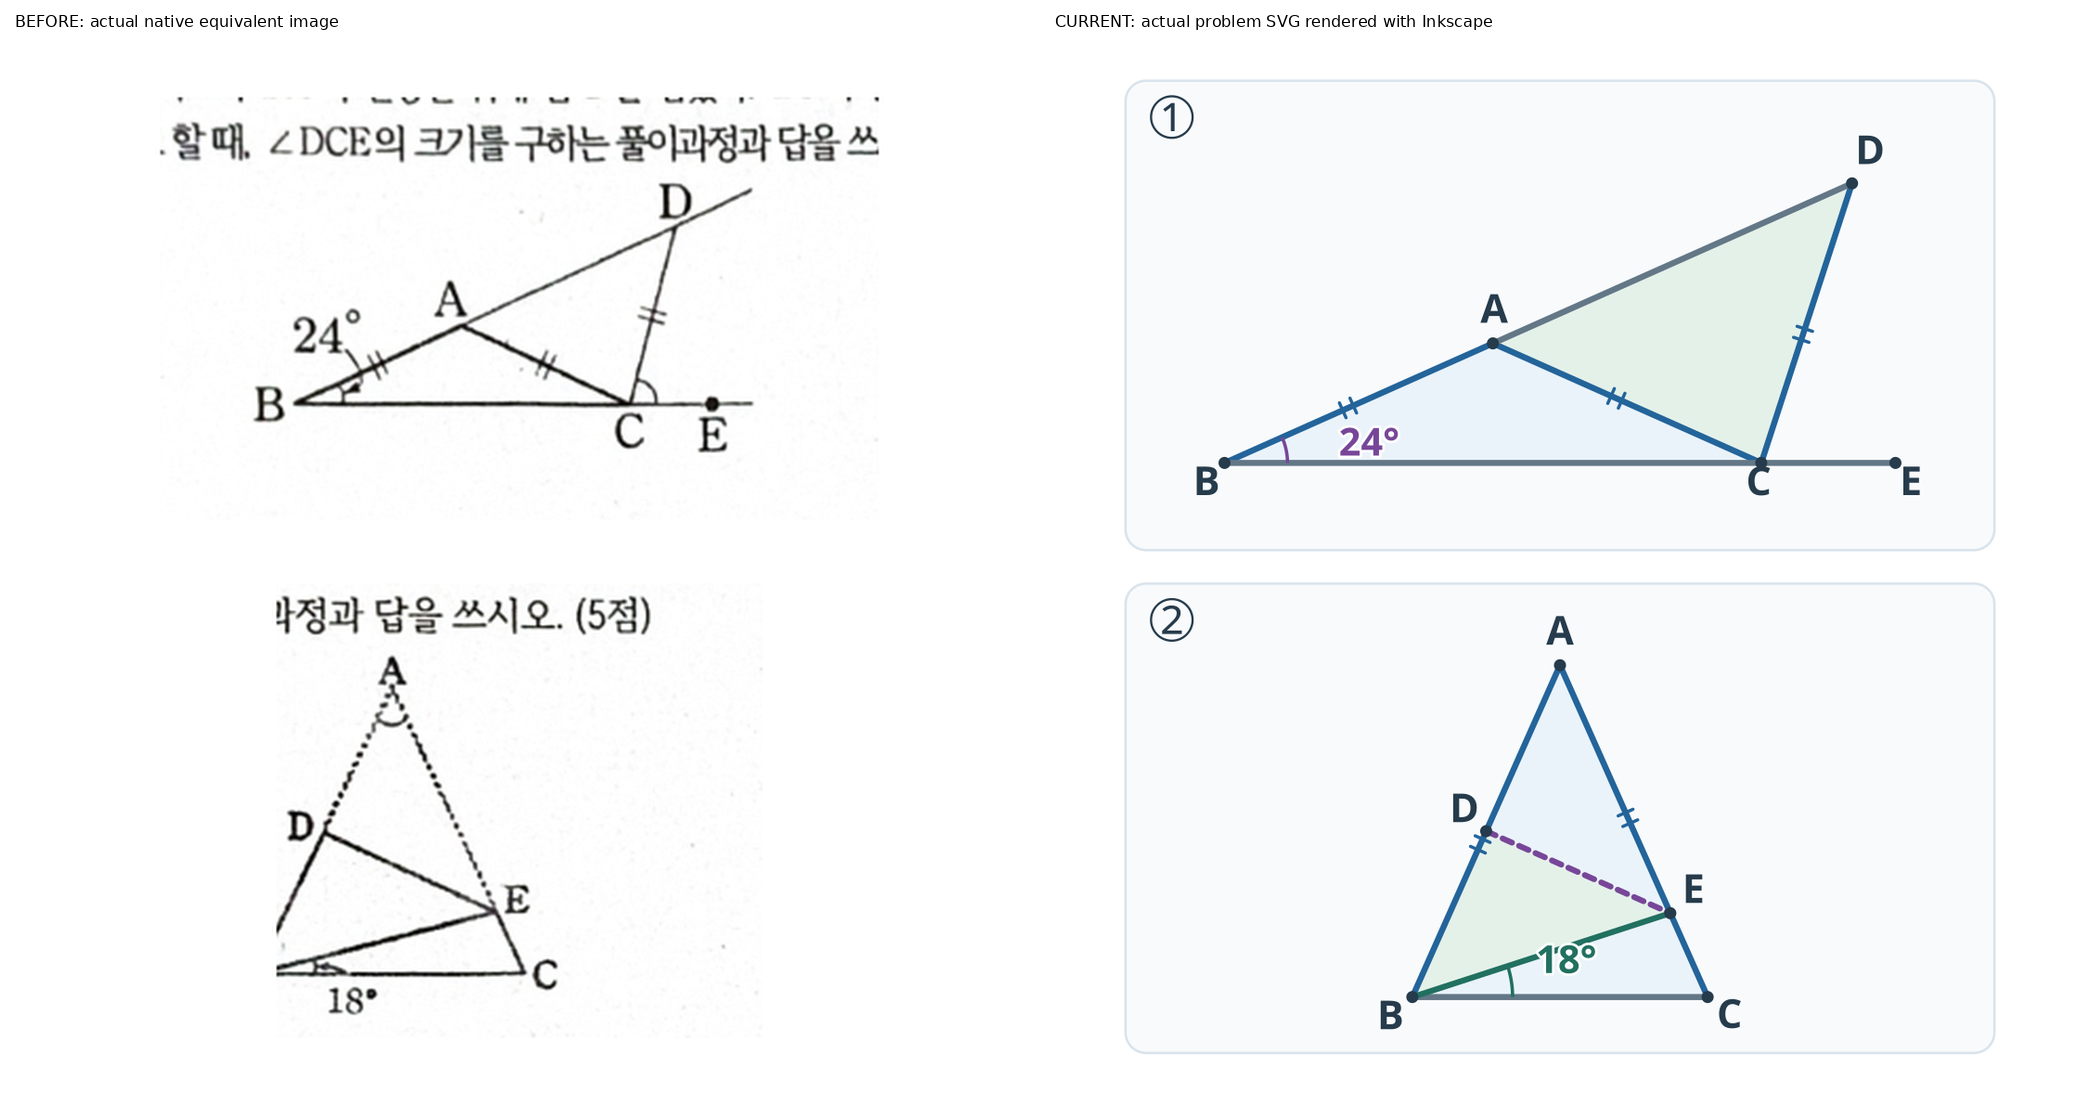 BEFORE: actual native equivalent image
CURRENT: actual problem SVG rendered with Inkscape
할 때, ∠DCE의 크기를 구하는 풀이과정과 답을 쓰
D
A
24°
B
C
E
①
D
A
24°
B
C
E
과정과 답을 쓰시오. (5점)
A
D
E
C
18°
②
A
D
E
18°
B
C